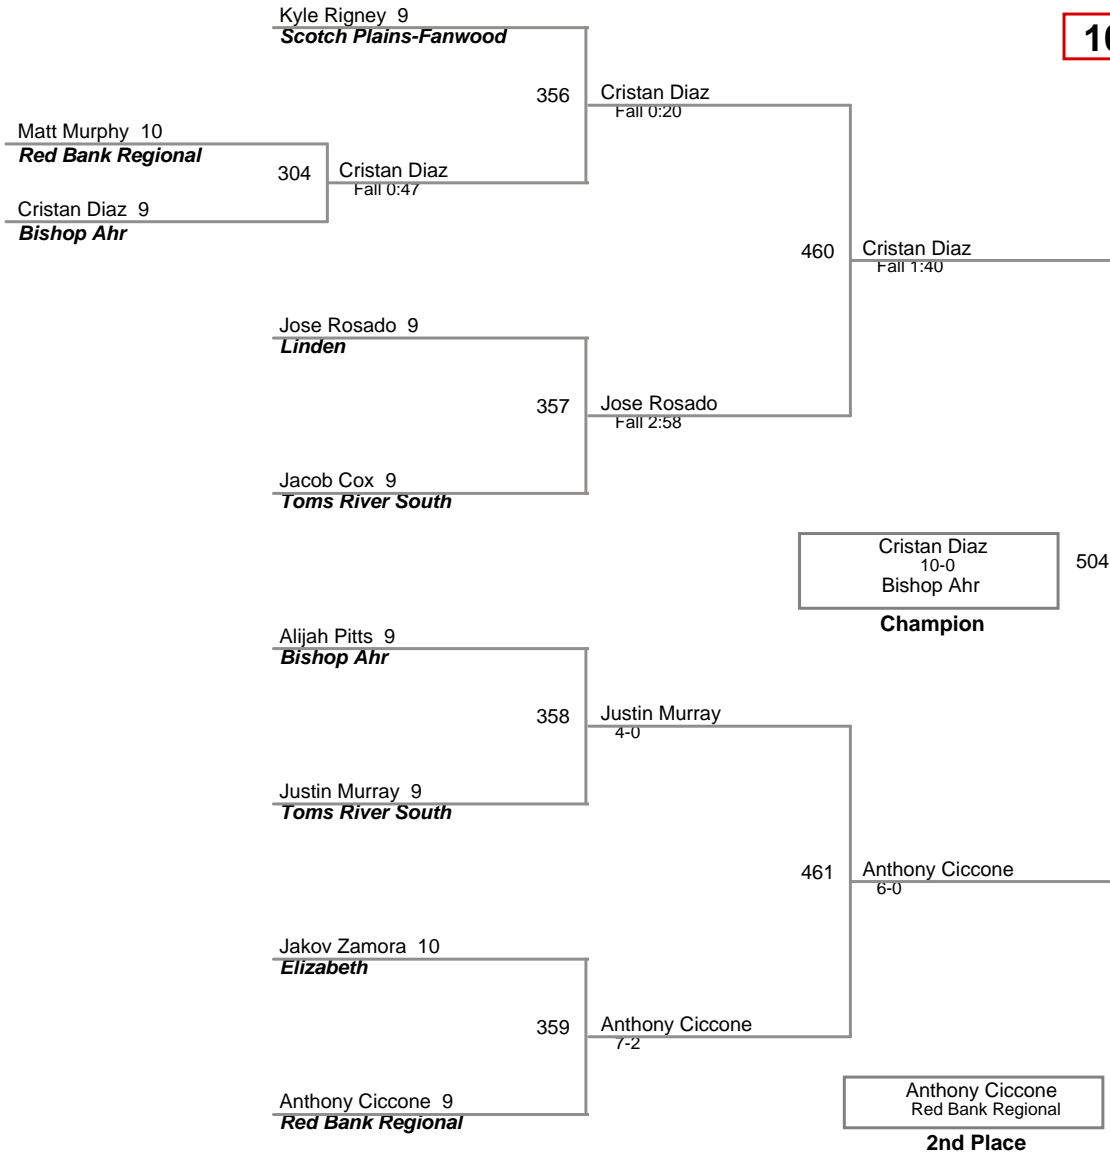 Kyle Rigney 9
Scotch Plains-Fanwood
356
Cristan Diaz
Fall 0:20
Matt Murphy 10
Red Bank Regional
304
Cristan Diaz
Fall 0:47
Cristan Diaz 9
Bishop Ahr
460
Cristan Diaz
Fall 1:40
Jose Rosado 9
Linden
357
Jose Rosado
Fall 2:58
Jacob Cox 9
Toms River South
Cristan Diaz
10-0
Bishop Ahr
504
Champion
Alijah Pitts 9
Bishop Ahr
358
Justin Murray
4-0
Justin Murray 9
Toms River South
461
Anthony Ciccone
6-0
Jakov Zamora 10
Elizabeth
359
Anthony Ciccone
7-2
Anthony Ciccone 9
Red Bank Regional
Anthony Ciccone
Red Bank Regional
2nd Place